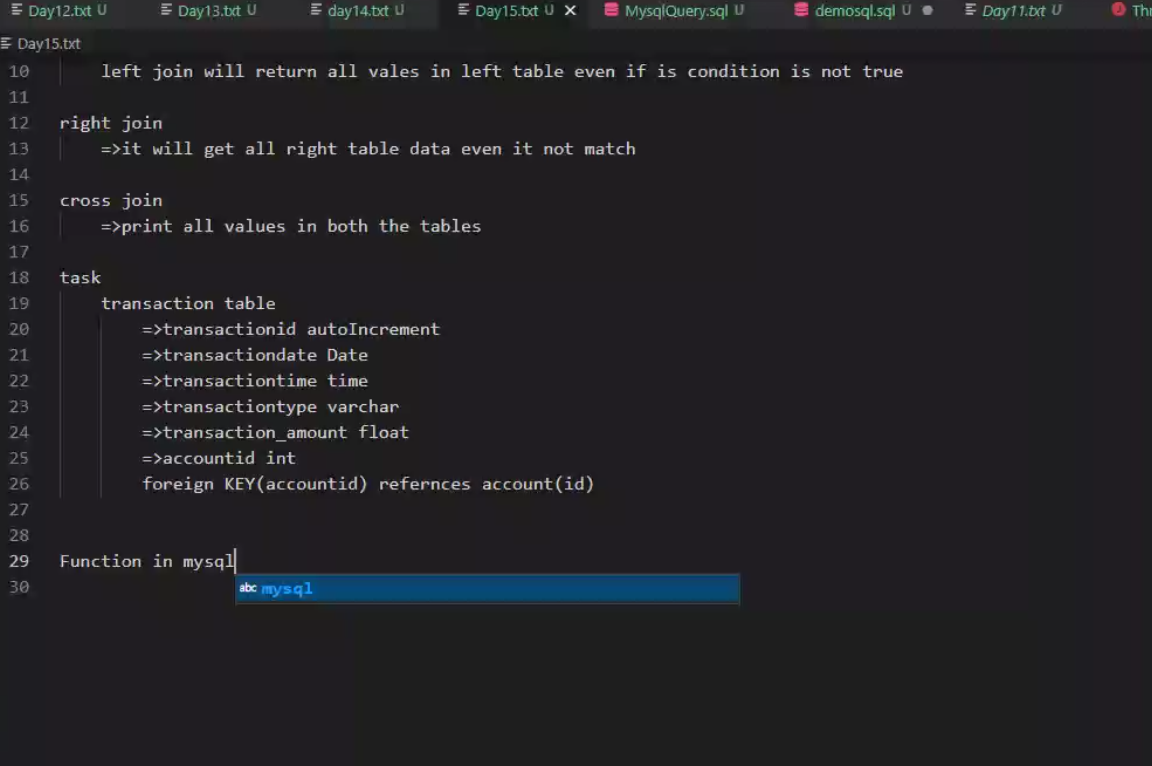 Day12.txt U Day13.txt U day14.txt U Day15.txt U MysqlQuery.sql U demosql.sql U Day11.txt U
Day15.txt
10 left join will return all vales in left table even if is condition is not true
11
12 right join
13 =>it will get all right table data even it not match
14
15 cross join
16 =>print all values in both the tables
17
18 task
19 transaction table
20 =>transactionid autoIncrement
21 =>transactiondate Date
22 =>transactiontime time
23 =>transactiontype varchar
24 =>transaction_amount float
25 =>accountid int
26 foreign KEY(accountid) refernces account(id)
27
28
29 Function in mysql
abc mysql
30